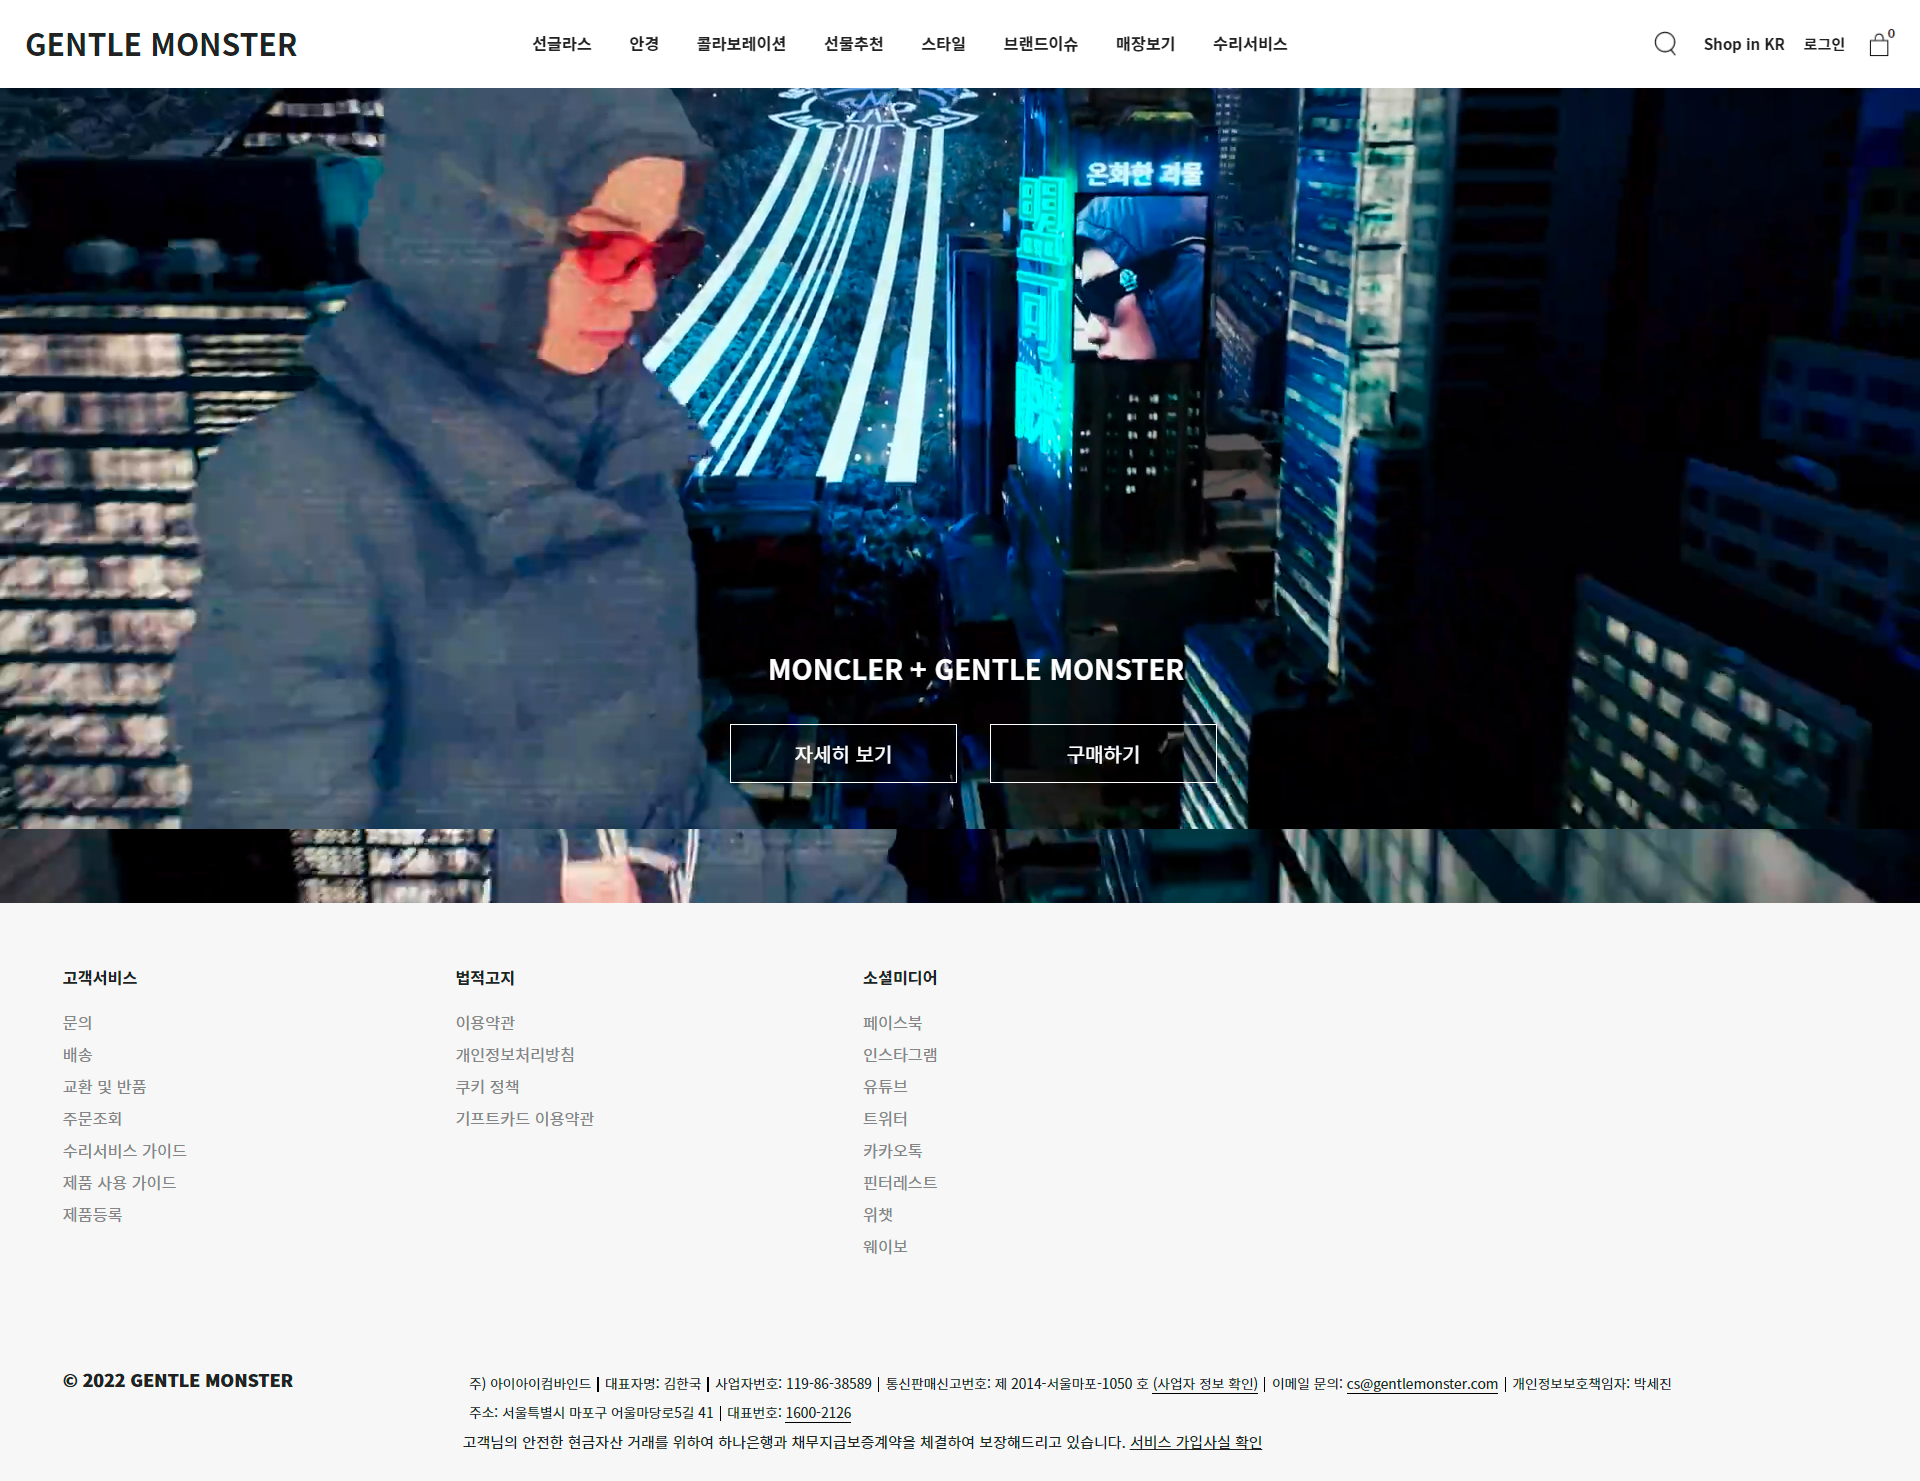 GENTLE MONSTER
선글라스 안경 콜라보레이션 선물추천 스타일 브랜드이슈 매장보기 수리서비스
Shop in KR 로그인 0
온화한 괴물
MONCLER + GENTLE MONSTER
자세히 보기 구매하기
고객서비스
문의
배송
교환 및 반품
주문조회
수리서비스 가이드
제품 사용 가이드
제품등록
법적고지
이용약관
개인정보처리방침
쿠키 정책
기프트카드 이용약관
소셜미디어
페이스북
인스타그램
유튜브
트위터
카카오톡
핀터레스트
위챗
웨이보
© 2022 GENTLE MONSTER
주) 아이아이컴바인드 | 대표자명: 김한국 | 사업자번호: 119-86-38589 | 통신판매신고번호: 제 2014-서울마포-1050 호 (사업자 정보 확인) | 이메일 문의: cs@gentlemonster.com | 개인정보보호책임자: 박세진
주소: 서울특별시 마포구 어울마당로5길 41 | 대표번호: 1600-2126
고객님의 안전한 현금자산 거래를 위하여 하나은행과 채무지급보증계약을 체결하여 보장해드리고 있습니다. 서비스 가입사실 확인